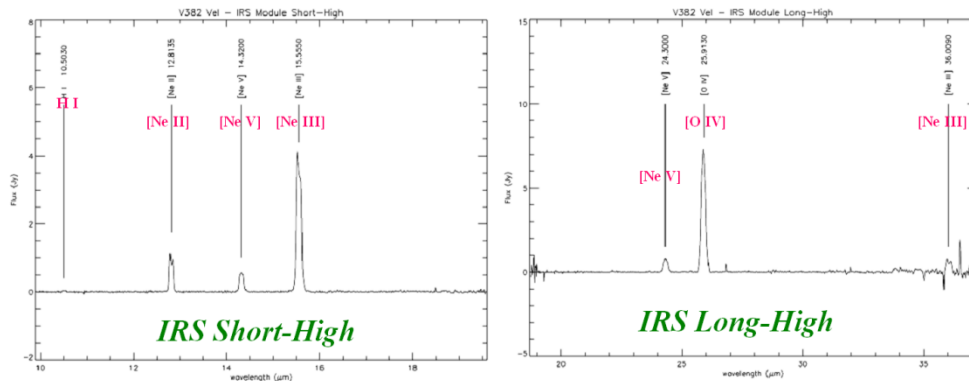 V382 Vel – IRS Module Short-High
H I 10.5030
[Ne II] 12.8135
[Ne V] 14.3200
[Ne III] 15.5550
H I
[Ne II]
[Ne V]
[Ne III]
Flux (Jy)
8
6
4
2
0
-2
10
12
14
16
18
wavelength (μm)
IRS Short-High
V382 Vel – IRS Module Long-High
[Ne V] 24.3000
[O IV] 25.9130
[Ne III] 36.0090
[O IV]
[Ne III]
[Ne V]
Flux (Jy)
15
10
5
0
-5
20
25
30
35
wavelength (μm)
IRS Long-High